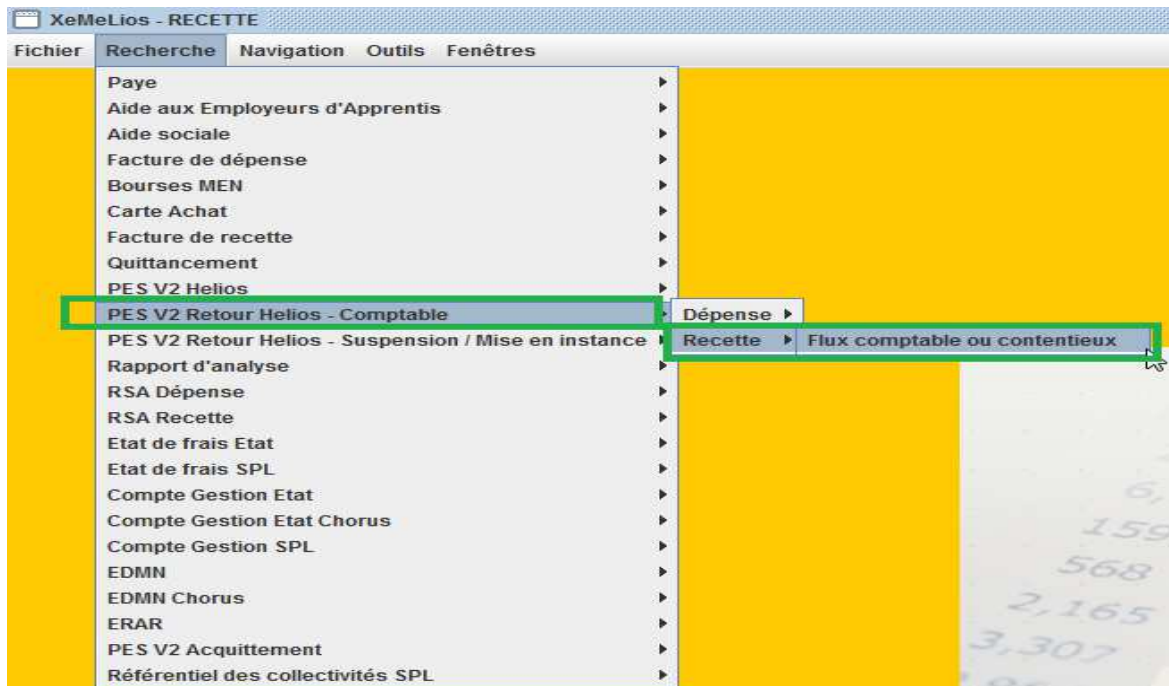 XeMeLios - RECETTE
Fichier Recherche Navigation Outils Fenêtres
Paye
Aide aux Employeurs d'Apprentis
Aide sociale
Facture de dépense
Bourses MEN
Carte Achat
Facture de recette
Quittancement
PES V2 Helios
PES V2 Retour Helios - Comptable Dépense
PES V2 Retour Helios - Suspension / Mise en instance Recette Flux comptable ou contentieux
Rapport d'analyse
RSA Dépense
RSA Recette
Etat de frais Etat
Etat de frais SPL
Compte Gestion Etat
Compte Gestion Etat Chorus
Compte Gestion SPL
EDMN
EDMN Chorus
ERAR
PES V2 Acquittement
Référentiel des collectivités SPL
6,
159
568
2,165
3,307